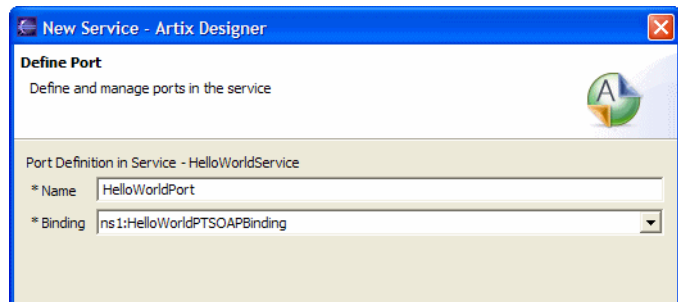 New Service - Artix Designer
Define Port
Define and manage ports in the service
A
Port Definition in Service - HelloWorldService
* Name HelloWorldPort
* Binding ns1:HelloWorldPTSOAPBinding